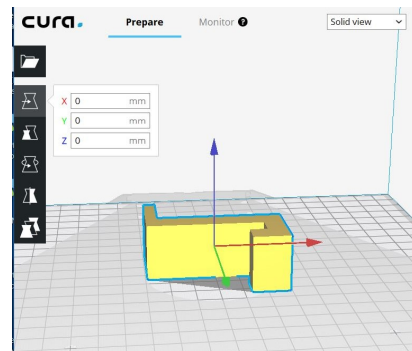 cura.
Prepare
Monitor ?
Solid view
X 0 mm
Y 0 mm
Z 0 mm